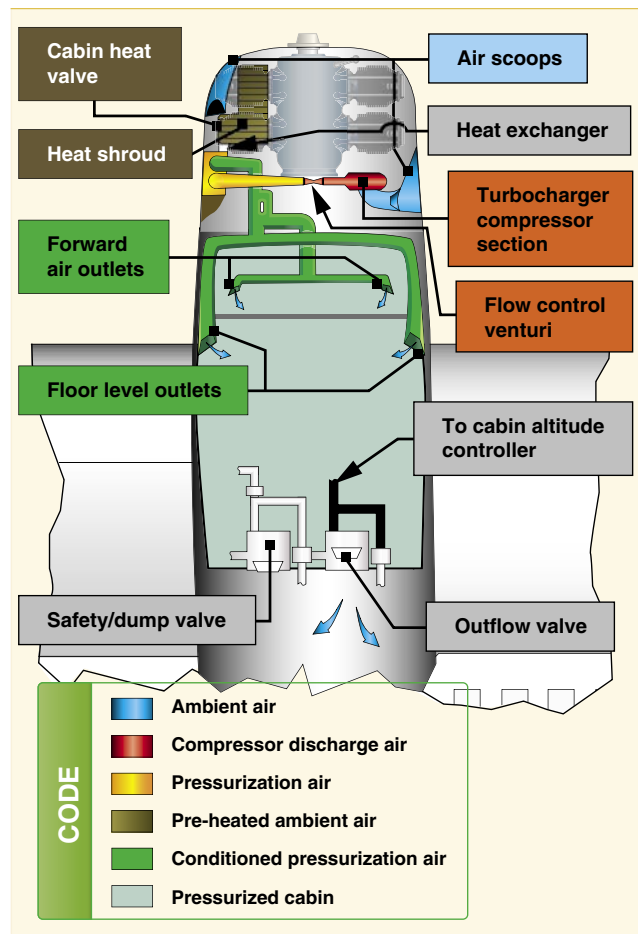 Cabin heat
valve
Air scoops
Heat shroud
Heat exchanger
Turbocharger
compressor
section
Forward
air outlets
Flow control
venturi
Floor level outlets
To cabin altitude
controller
Safety/dump valve
Outflow valve
CODE
Ambient air
Compressor discharge air
Pressurization air
Pre-heated ambient air
Conditioned pressurization air
Pressurized cabin